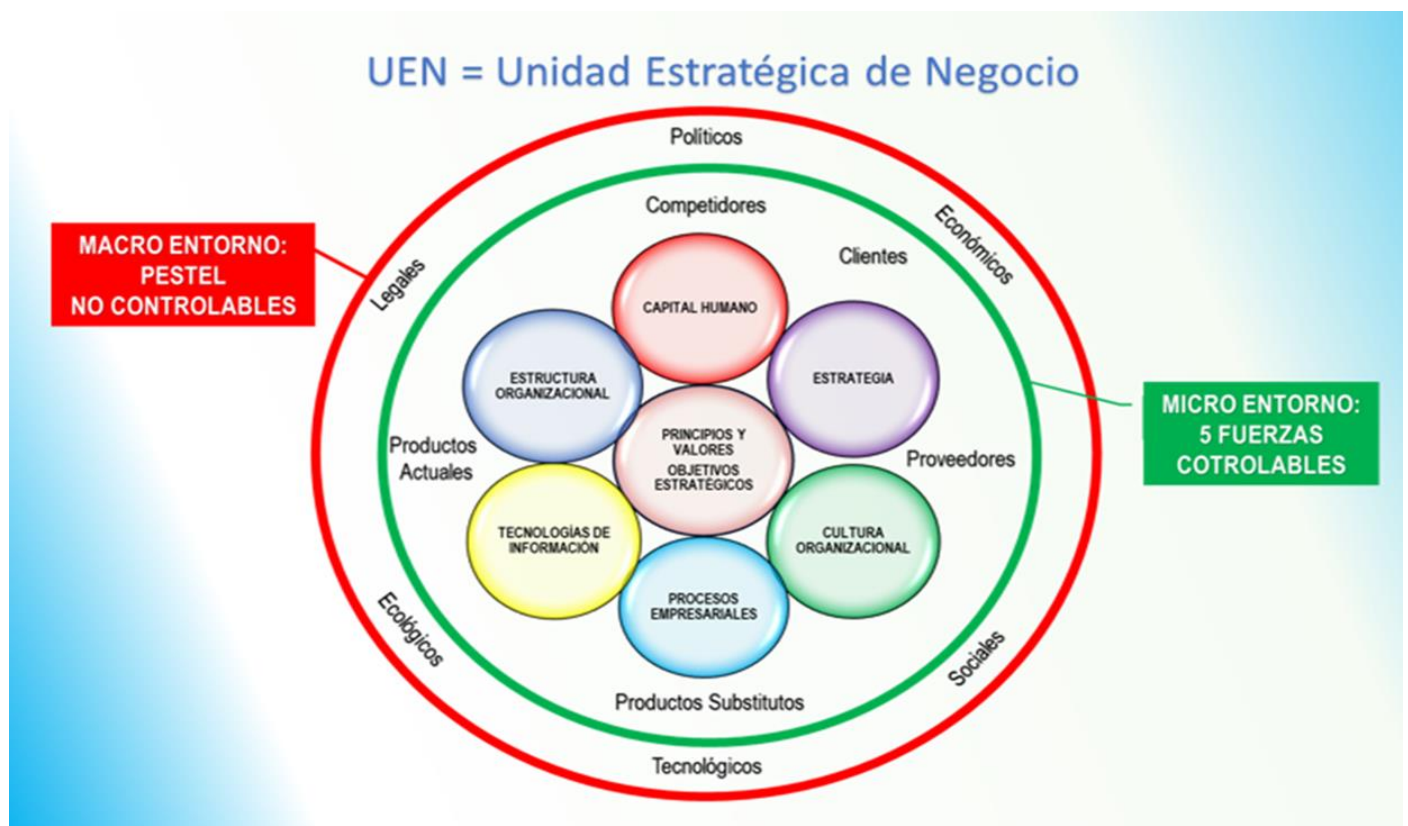 UEN = Unidad Estratégica de Negocio
Políticos
Competidores
Económicos
MACRO ENTORNO:
PESTEL
NO CONTROLABLES
Legales
Clientes
CAPITAL HUMANO
ESTRUCTURA
ORGANIZACIONAL
ESTRATEGIA
MICRO ENTORNO:
5 FUERZAS
COTROLABLES
Productos
Actuales
PRINCIPIOS Y
VALORES
OBJETIVOS
ESTRATÉGICOS
Proveedores
TECNOLOGÍAS DE
INFORMACIÓN
CULTURA
ORGANIZACIONAL
PROCESOS
EMPRESARIALES
Ecológicos
Sociales
Productos Substitutos
Tecnológicos